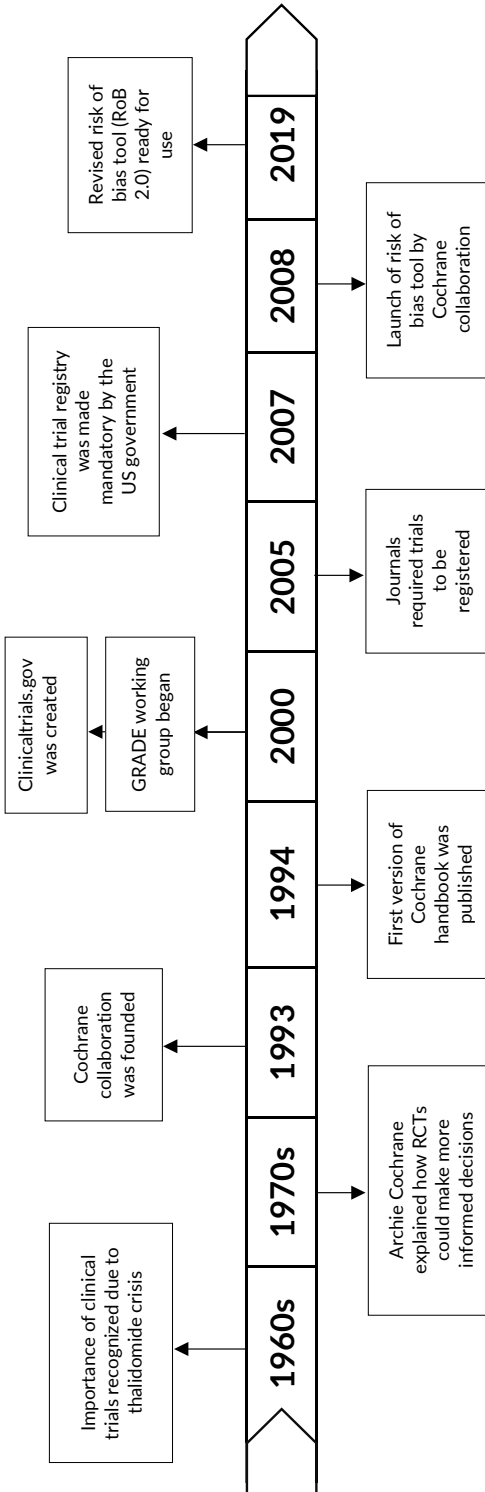 Importance of clinical
trials recognized due to
thalidomide crisis
Cochrane
collaboration
was founded
Clinicaltrials.gov
was created
GRADE working
group began
Clinical trial registry
was made
mandatory by the
US government
Revised risk of
bias tool (RoB
2.0) ready for
use
1960s
1970s
1993
1994
2000
2005
2007
2008
2019
Archie Cochrane
explained how RCTs
could make more
informed decisions
First version of
Cochrane
handbook was
published
Journals
required trials
to be
registered
Launch of risk of
bias tool by
Cochrane
collaboration